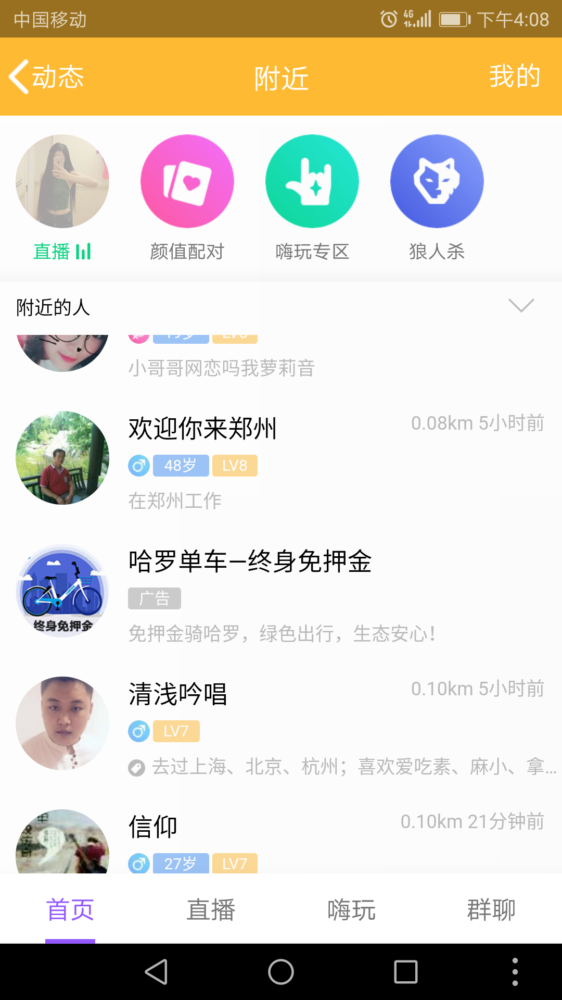 中国移动
4G
下午4:08
动态
附近
我的
直播
颜值配对
嗨玩专区
狼人杀
附近的人
19岁
小哥哥网恋吗我萝莉音
欢迎你来郑州
0.08km 5小时前
48岁
LV8
在郑州工作
哈罗单车—终身免押金
广告
终身免押金
免押金骑哈罗，绿色出行，生态安心！
清浅吟唱
0.10km 5小时前
LV7
去过上海、北京、杭州；喜欢爱吃素、麻小、拿...
信仰
0.10km 21分钟前
27岁
LV7
首页
直播
嗨玩
群聊